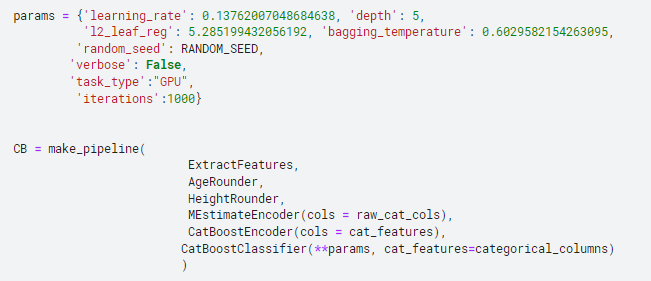 params = {'learning_rate': 0.13762007048684638, 'depth': 5,
'l2_leaf_reg': 5.285199432056192, 'bagging_temperature': 0.6029582154263095,
'random_seed': RANDOM_SEED,
'verbose': False,
'task_type':"GPU",
'iterations':1000}
CB = make_pipeline(
ExtractFeatures,
AgeRounder,
HeightRounder,
MEstimateEncoder(cols = raw_cat_cols),
CatBoostEncoder(cols = cat_features),
CatBoostClassifier(**params, cat_features=categorical_columns)
)